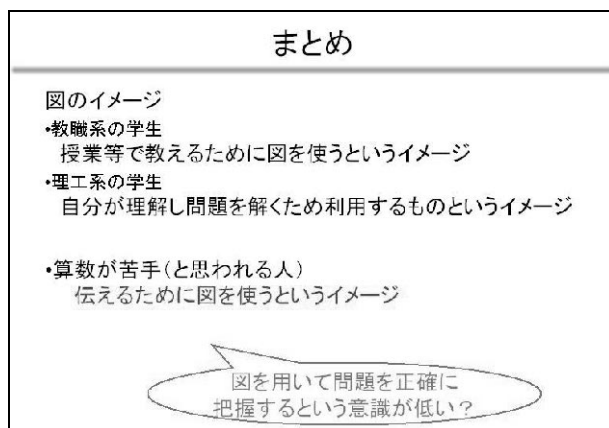 まとめ
図のイメージ
•教職系の学生
授業等で教えるために図を使うというイメージ
•理工系の学生
自分が理解し問題を解くため利用するものというイメージ
•算数が苦手(と思われる人)
伝えるために図を使うというイメージ
図を用いて問題を正確に
把握するという意識が低い?